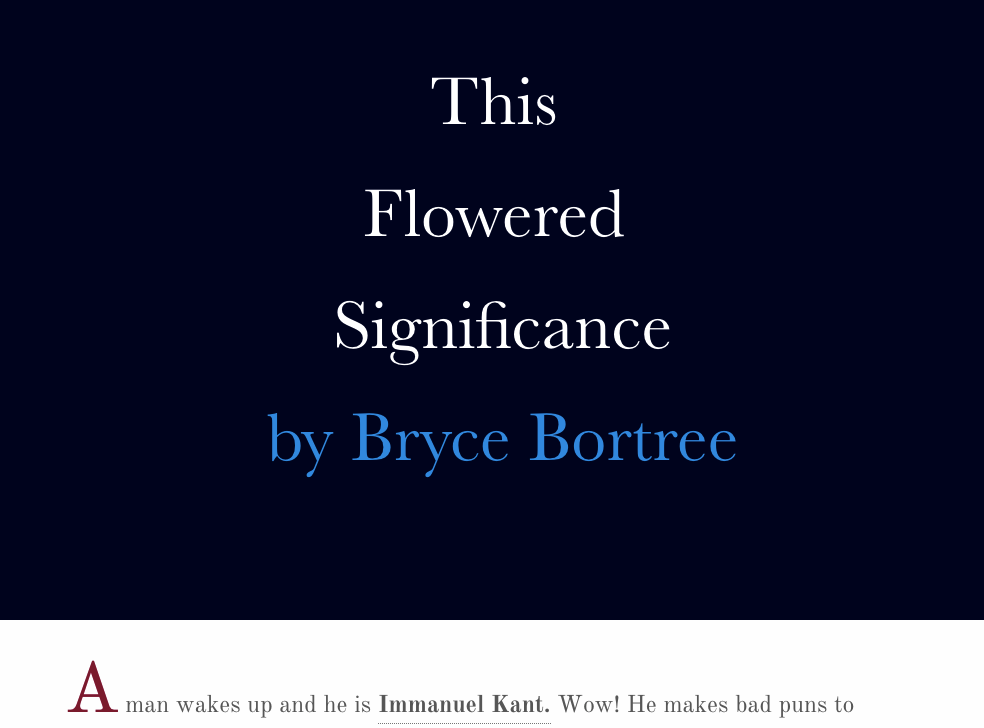 This
Flowered
Significance
by Bryce Bortree
A man wakes up and he is Immanuel Kant. Wow! He makes bad puns to